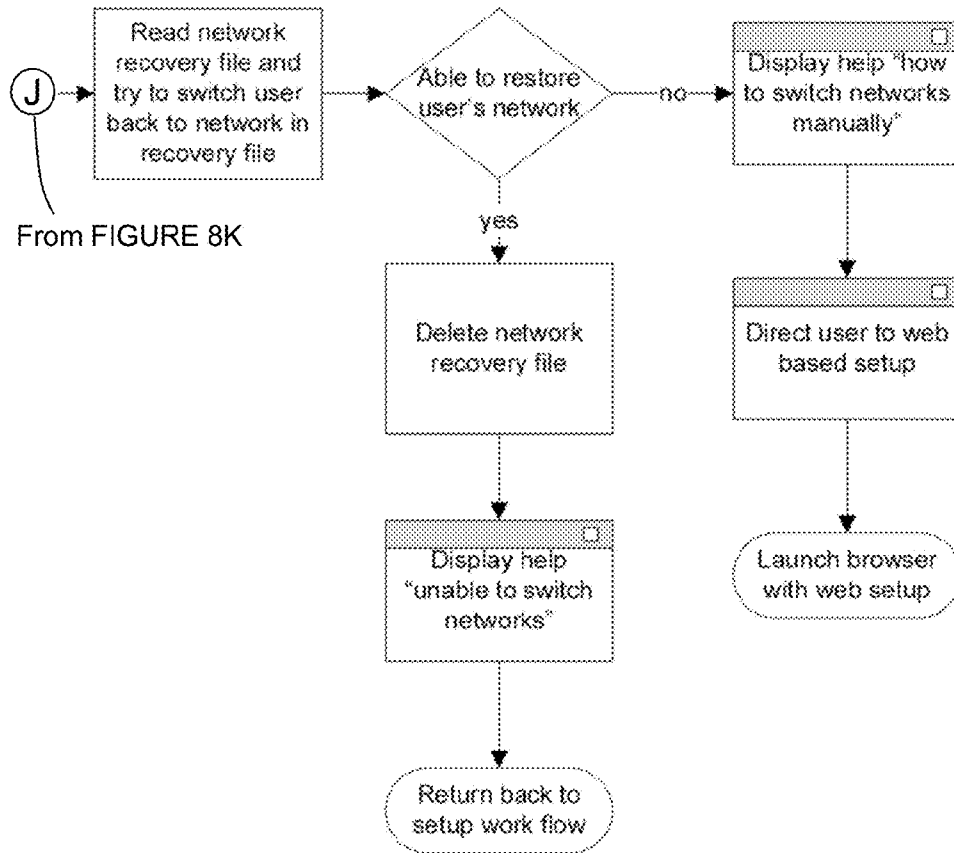 J
From FIGURE 8K
Read network
recovery file and
try to switch user
back to network in
recovery file
Able to restore
user's network
no
Display help "how
to switch networks
manually"
Direct user to web
based setup
Launch browser
with web setup
yes
Delete network
recovery file
Display help
"unable to switch
networks"
Return back to
setup work flow